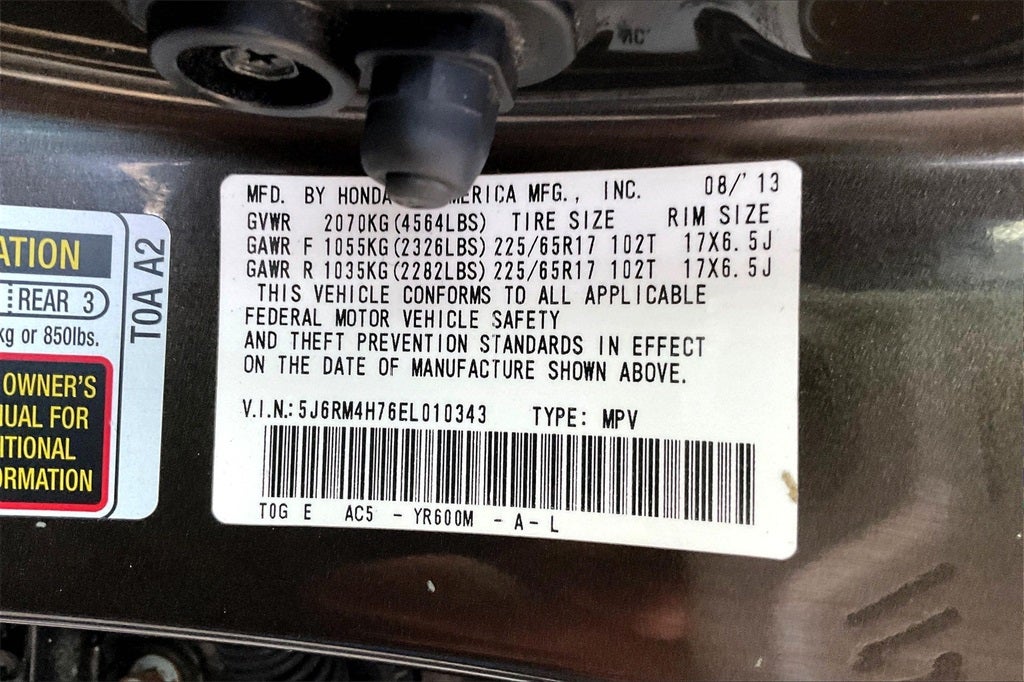 MFD. BY HONDA MFG., INC. 08/'13
GVWR 2070KG(4564LBS) TIRE SIZE RIM SIZE
GAWR F 1055KG(2326LBS) 225/65R17 102T 17X6.5J
GAWR R 1035KG(2282LBS) 225/65R17 102T 17X6.5J
THIS VEHICLE CONFORMS TO ALL APPLICABLE
FEDERAL MOTOR VEHICLE SAFETY
AND THEFT PREVENTION STANDARDS IN EFFECT
ON THE DATE OF MANUFACTURE SHOWN ABOVE.
V.I.N.: 5J6RM4H76EL010343 TYPE: MPV
T0G E AC5 - YR600M - A - L
ATION
REAR 3
kg or 850lbs.
OWNER'S
UAL FOR
ITIONAL
ORMATION
T0A A2